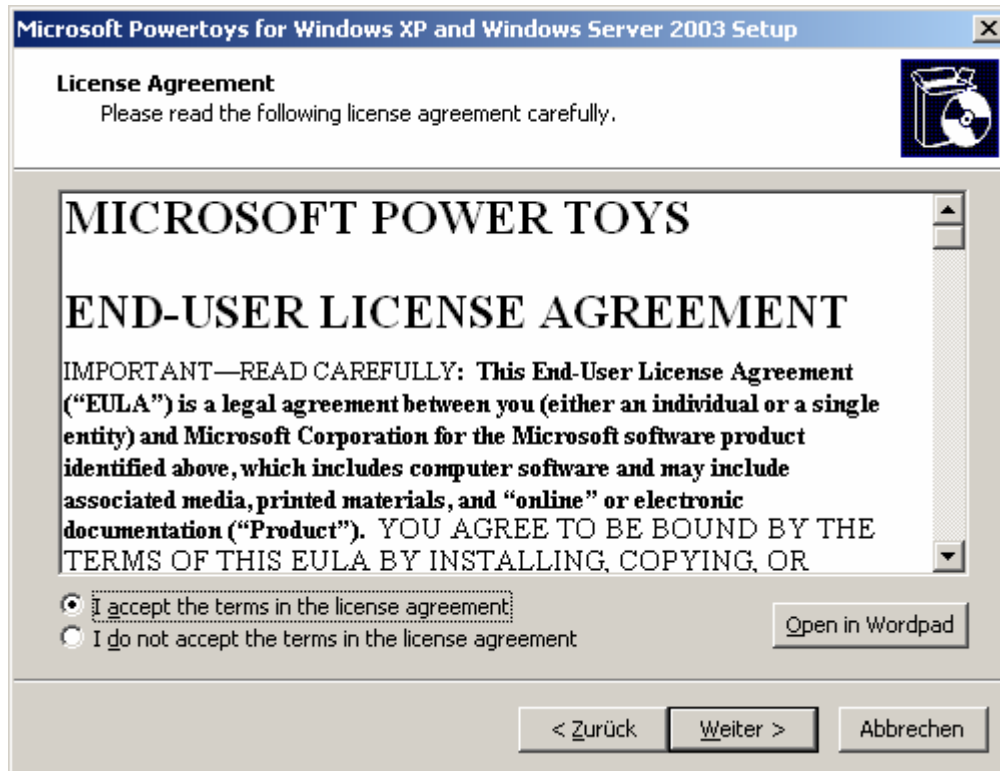 Microsoft Powertoys for Windows XP and Windows Server 2003 Setup
License Agreement
Please read the following license agreement carefully.
MICROSOFT POWER TOYS
END-USER LICENSE AGREEMENT
IMPORTANT—READ CAREFULLY: This End-User License Agreement
(“EULA”) is a legal agreement between you (either an individual or a single
entity) and Microsoft Corporation for the Microsoft software product
identified above, which includes computer software and may include
associated media, printed materials, and “online” or electronic
documentation (“Product”). YOU AGREE TO BE BOUND BY THE
TERMS OF THIS EULA BY INSTALLING, COPYING, OR
I accept the terms in the license agreement
I do not accept the terms in the license agreement
Open in Wordpad
< Zurück
Weiter >
Abbrechen